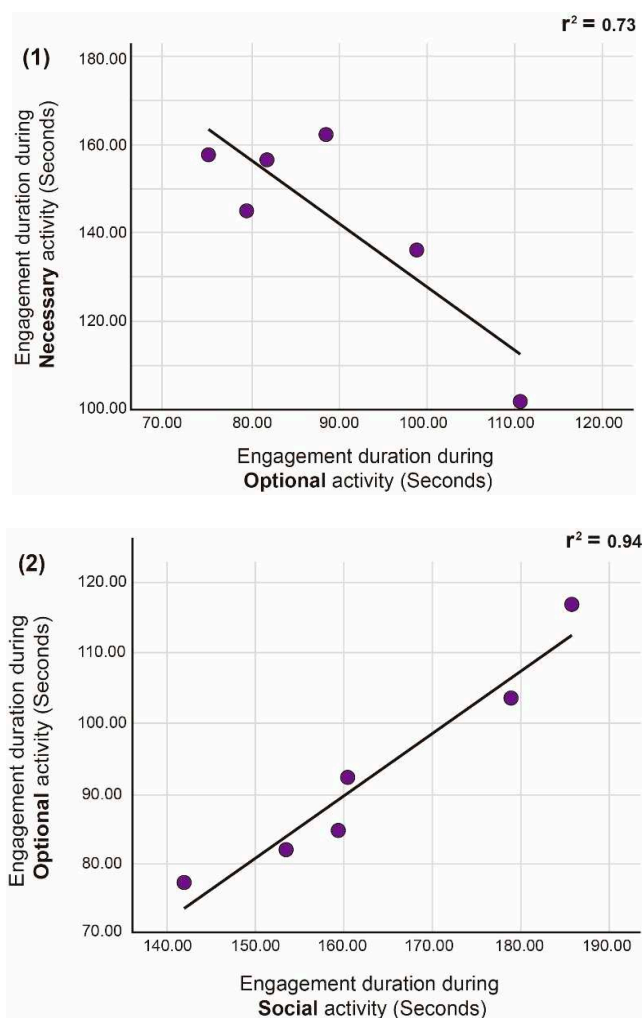 r² = 0.73
(1)
Engagement duration during
Necessary activity (Seconds)
180.00
160.00
140.00
120.00
100.00
70.00 80.00 90.00 100.00 110.00 120.00
Engagement duration during
Optional activity (Seconds)
r² = 0.94
(2)
Engagement duration during
Optional activity (Seconds)
120.00
110.00
100.00
90.00
80.00
70.00
140.00 150.00 160.00 170.00 180.00 190.00
Engagement duration during
Social activity (Seconds)